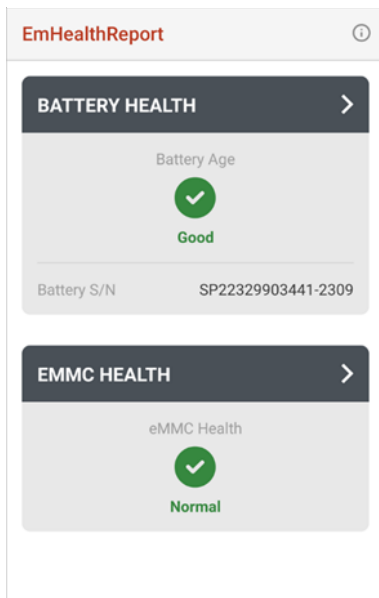 EmHealthReport
BATTERY HEALTH
Battery Age
Good
Battery S/N SP22329903441-2309
EMMC HEALTH
eMMC Health
Normal